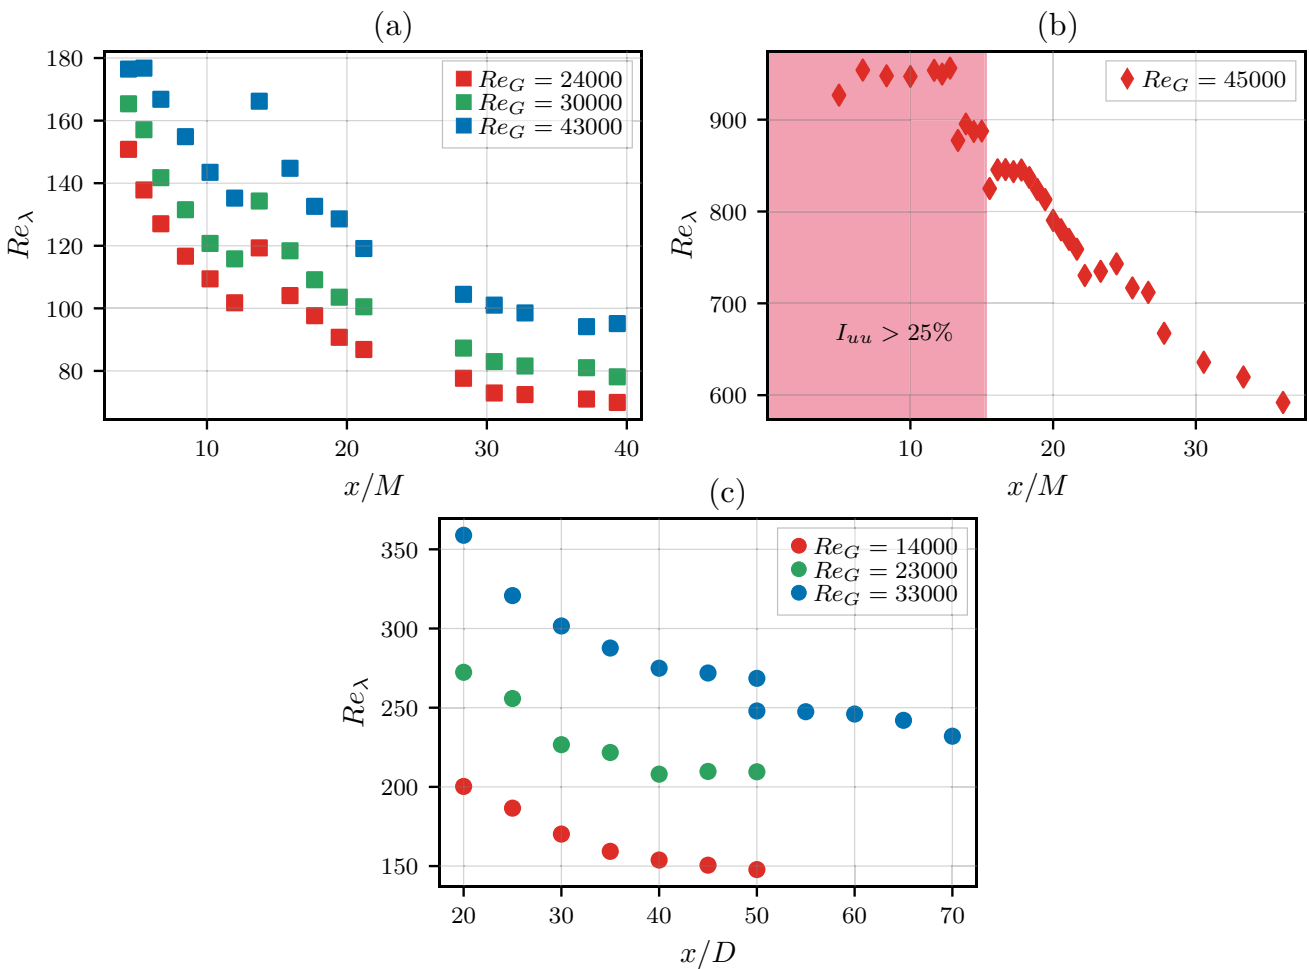 (a)
180
160
140
120
100
80
Re_λ
Re_G = 24000
Re_G = 30000
Re_G = 43000
10 20 30 40
x/M
(b)
900
800
700
600
Re_λ
Re_G = 45000
I_uu > 25%
10 20 30
x/M
(c)
350
300
250
200
150
Re_λ
Re_G = 14000
Re_G = 23000
Re_G = 33000
20 30 40 50 60 70
x/D